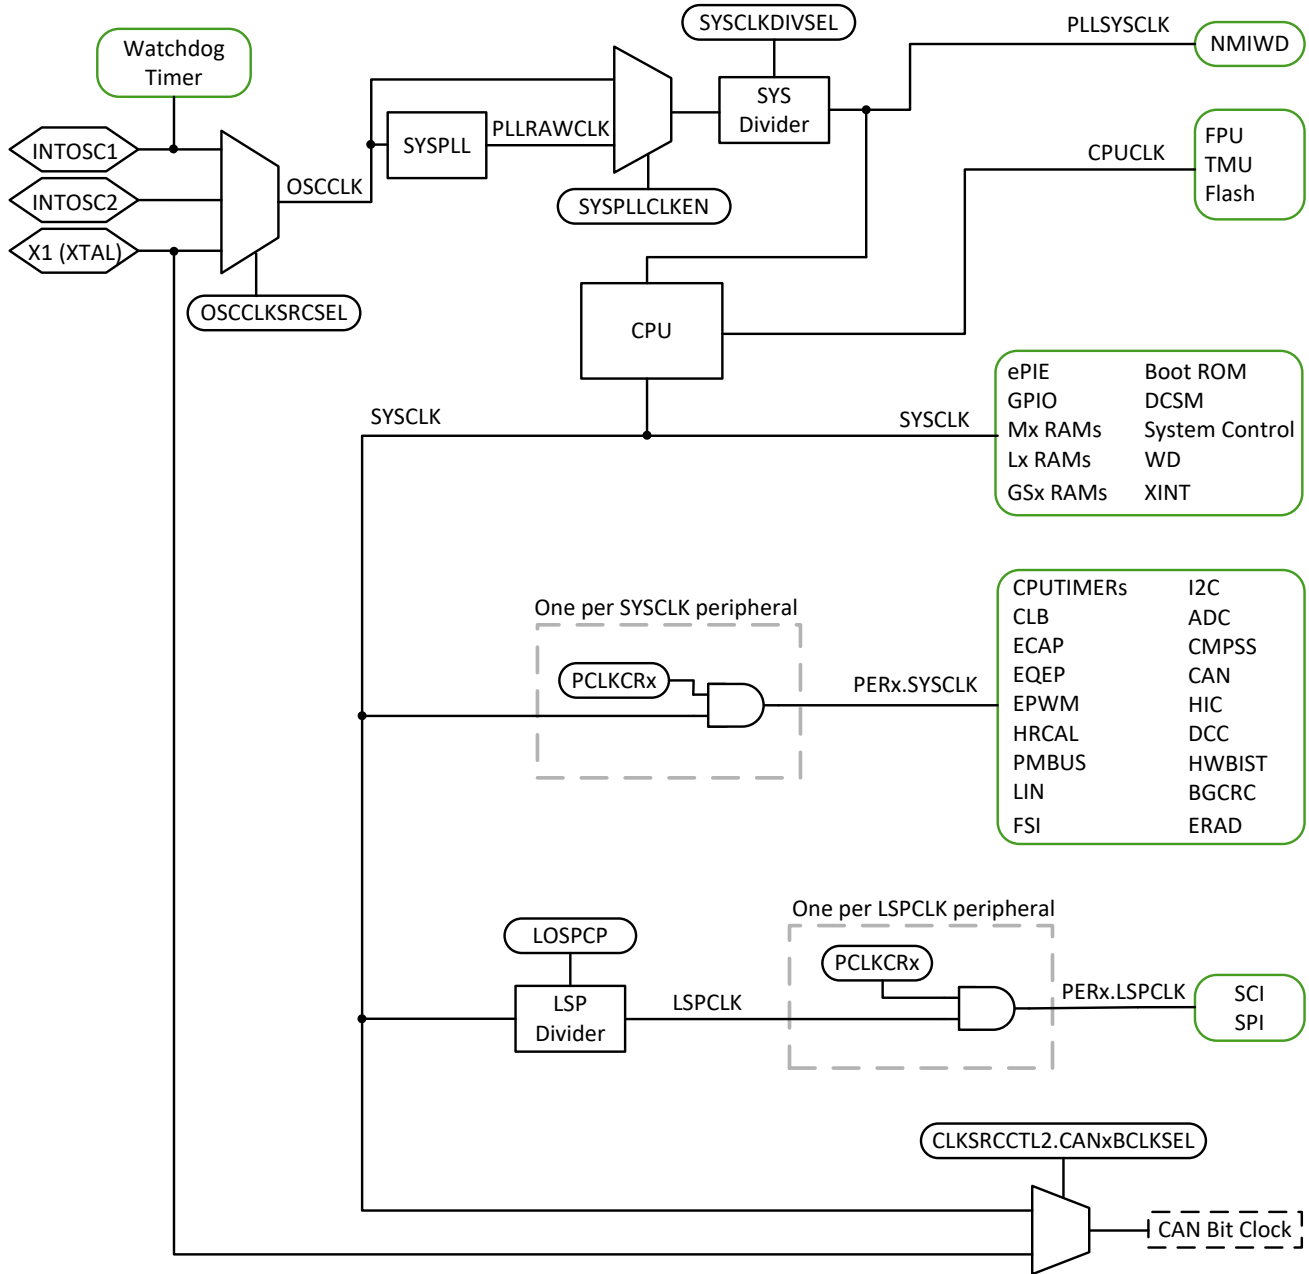 SYSCLKDIVSEL
PLLSYSCLK
NMIWD
Watchdog
Timer
SYS
Divider
SYSPLL
PLLRAWCLK
INTOSC1
OSCCLK
INTOSC2
SYSPLLCLKEN
X1 (XTAL)
OSCCLKSRCSEL
CPUCLK
FPU
TMU
Flash
CPU
SYSCLK
SYSCLK
ePIE
GPIO
Mx RAMs
Lx RAMs
GSx RAMs
Boot ROM
DCSM
System Control
WD
XINT
One per SYSCLK peripheral
PCLKCRx
PERx.SYSCLK
CPUTIMERs
CLB
ECAP
EQEP
EPWM
HRCAL
PMBUS
LIN
FSI
I2C
ADC
CMPSS
CAN
HIC
DCC
HWBIST
BGCRC
ERAD
LOSPCP
LSP
Divider
LSPCLK
One per LSPCLK peripheral
PCLKCRx
PERx.LSPCLK
SCI
SPI
CLKSRCCTL2.CANxBCLKSEL
CAN Bit Clock